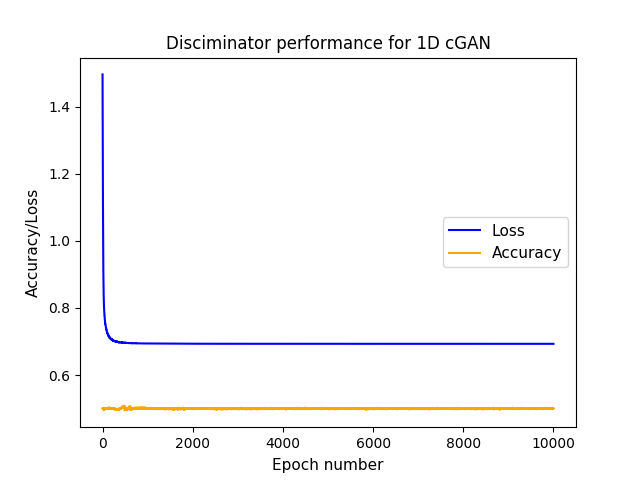 Disciminator performance for 1D cGAN
Accuracy/Loss
1.4
1.2
1.0
0.8
0.6
Loss
Accuracy
0 2000 4000 6000 8000 10000
Epoch number